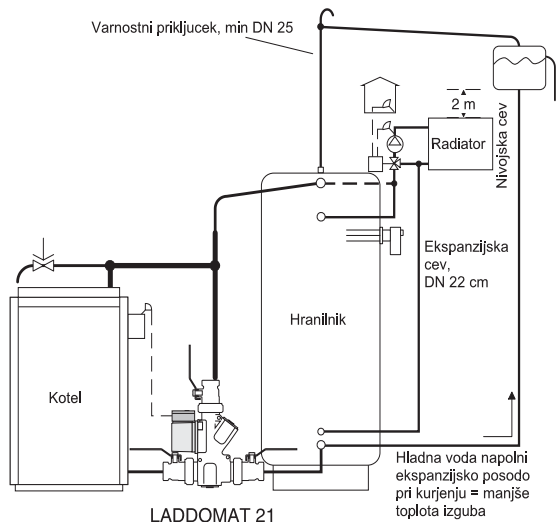 Varnostni prikljucek, min DN 25
2 m
Nivojska cev
Radiator
Ekspanzijska
cev,
DN 22 cm
Hranilnik
Kotel
Hladna voda napolni
ekspanzijsko posodo
pri kurjenju = manjše
toplota izguba
LADDOMAT 21